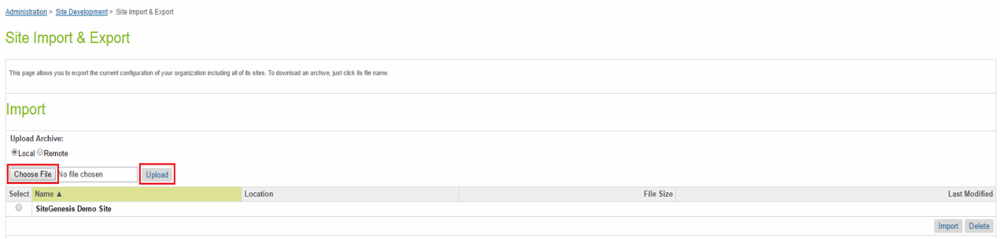 Administration > Site Development > Site Import & Export
Site Import & Export
This page allows you to export the current configuration of your organization including all of its sites. To download an archive, just click its file name.
Import
Upload Archive:
Local Remote
Choose File No file chosen Upload
Select Name ▲ Location File Size Last Modified
SiteGenesis Demo Site
Import Delete